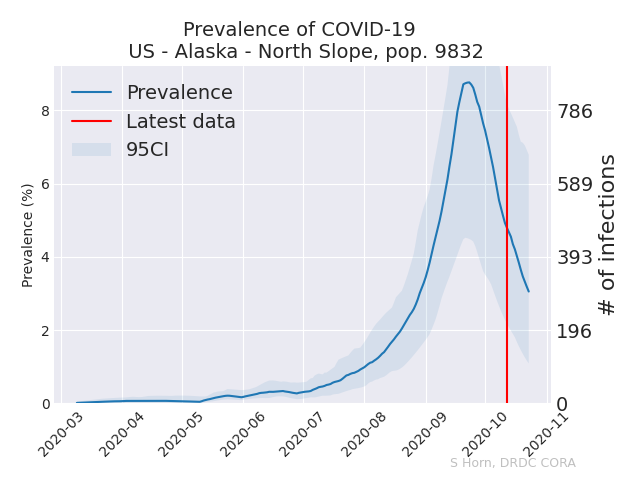 Prevalence of COVID-19
US - Alaska - North Slope, pop. 9832
Prevalence
Latest data
95CI
Prevalence (%)
8
6
4
2
0
786
589
393
196
0
# of infections
2020-03
2020-04
2020-05
2020-06
2020-07
2020-08
2020-09
2020-10
2020-11
S Horn, DRDC CORA